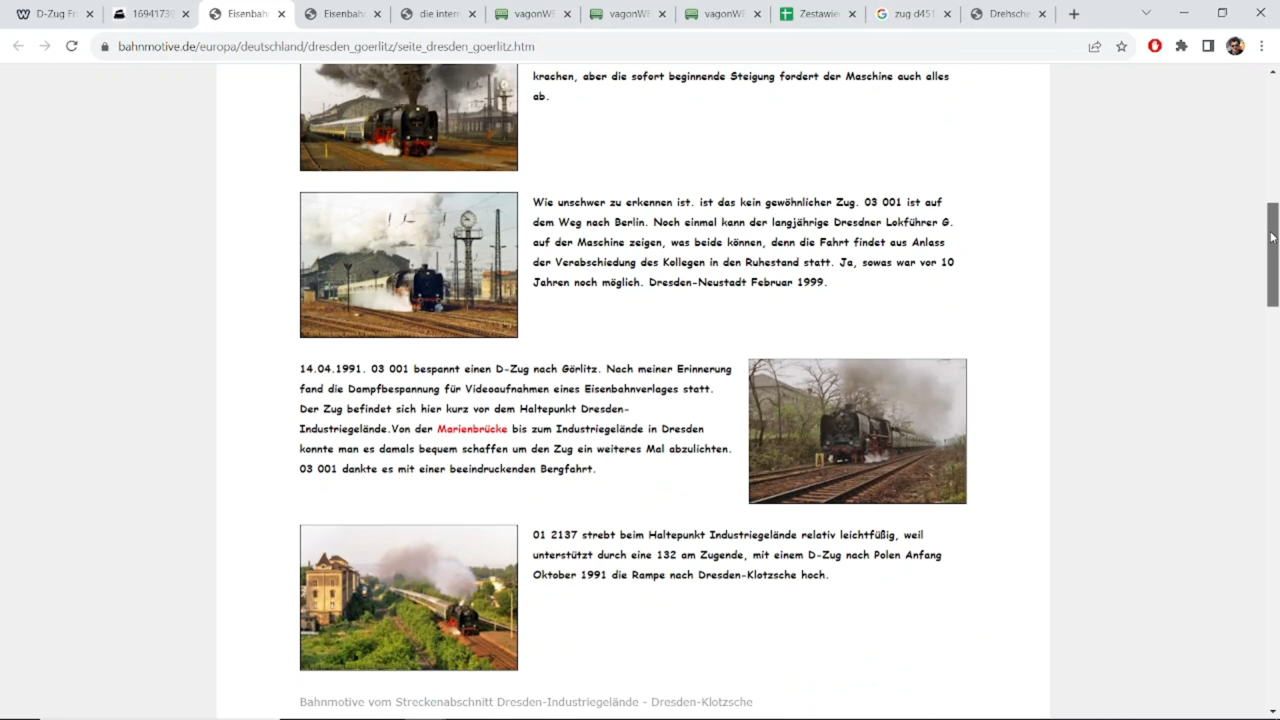 D-Zug Fr
16941739
Eisenbah
Eisenbah
die intern
vagonWE
vagonWE
vagonWE
Zestawie
zug d451
Drehsche
bahnmotive.de/europa/deutschland/dresden_goerlitz/seite_dresden_goerlitz.htm
krachen, aber die sofort beginnende Steigung fordert der Maschine auch alles
ab.
Wie unschwer zu erkennen ist. ist das kein gewöhnlicher Zug. 03 001 ist auf
dem Weg nach Berlin. Noch einmal kann der langjährige Dresdner Lokführer G.
auf der Maschine zeigen, was beide können, denn die Fahrt findet aus Anlass
der Verabschiedung des Kollegen in den Ruhestand statt. Ja, sowas war vor 10
Jahren noch möglich. Dresden-Neustadt Februar 1999.
14.04.1991. 03 001 bespannt einen D-Zug nach Görlitz. Nach meiner Erinnerung
fand die Dampfbespannung für Videoaufnahmen eines Eisenbahnverlages statt.
Der Zug befindet sich hier kurz vor dem Haltepunkt Dresden-
Industriegelände.Von der Marienbrücke bis zum Industriegelände in Dresden
konnte man es damals bequem schaffen um den Zug ein weiteres Mal abzulichten.
03 001 dankte es mit einer beeindruckenden Bergfahrt.
01 2137 strebt beim Haltepunkt Industriegelände relativ leichtfüßig, weil
unterstützt durch eine 132 am Zugende, mit einem D-Zug nach Polen Anfang
Oktober 1991 die Rampe nach Dresden-Klotzsche hoch.
Bahnmotive vom Streckenabschnitt Dresden-Industriegelände - Dresden-Klotzsche